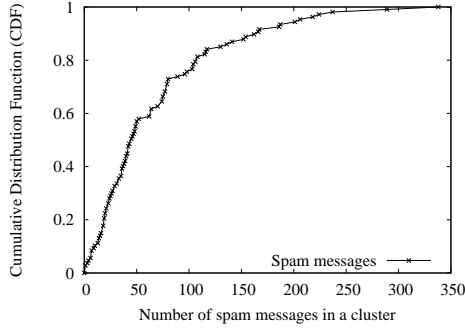 Cumulative Distribution Function (CDF)
1
0.8
0.6
0.4
0.2
0
Spam messages
0 50 100 150 200 250 300 350
Number of spam messages in a cluster